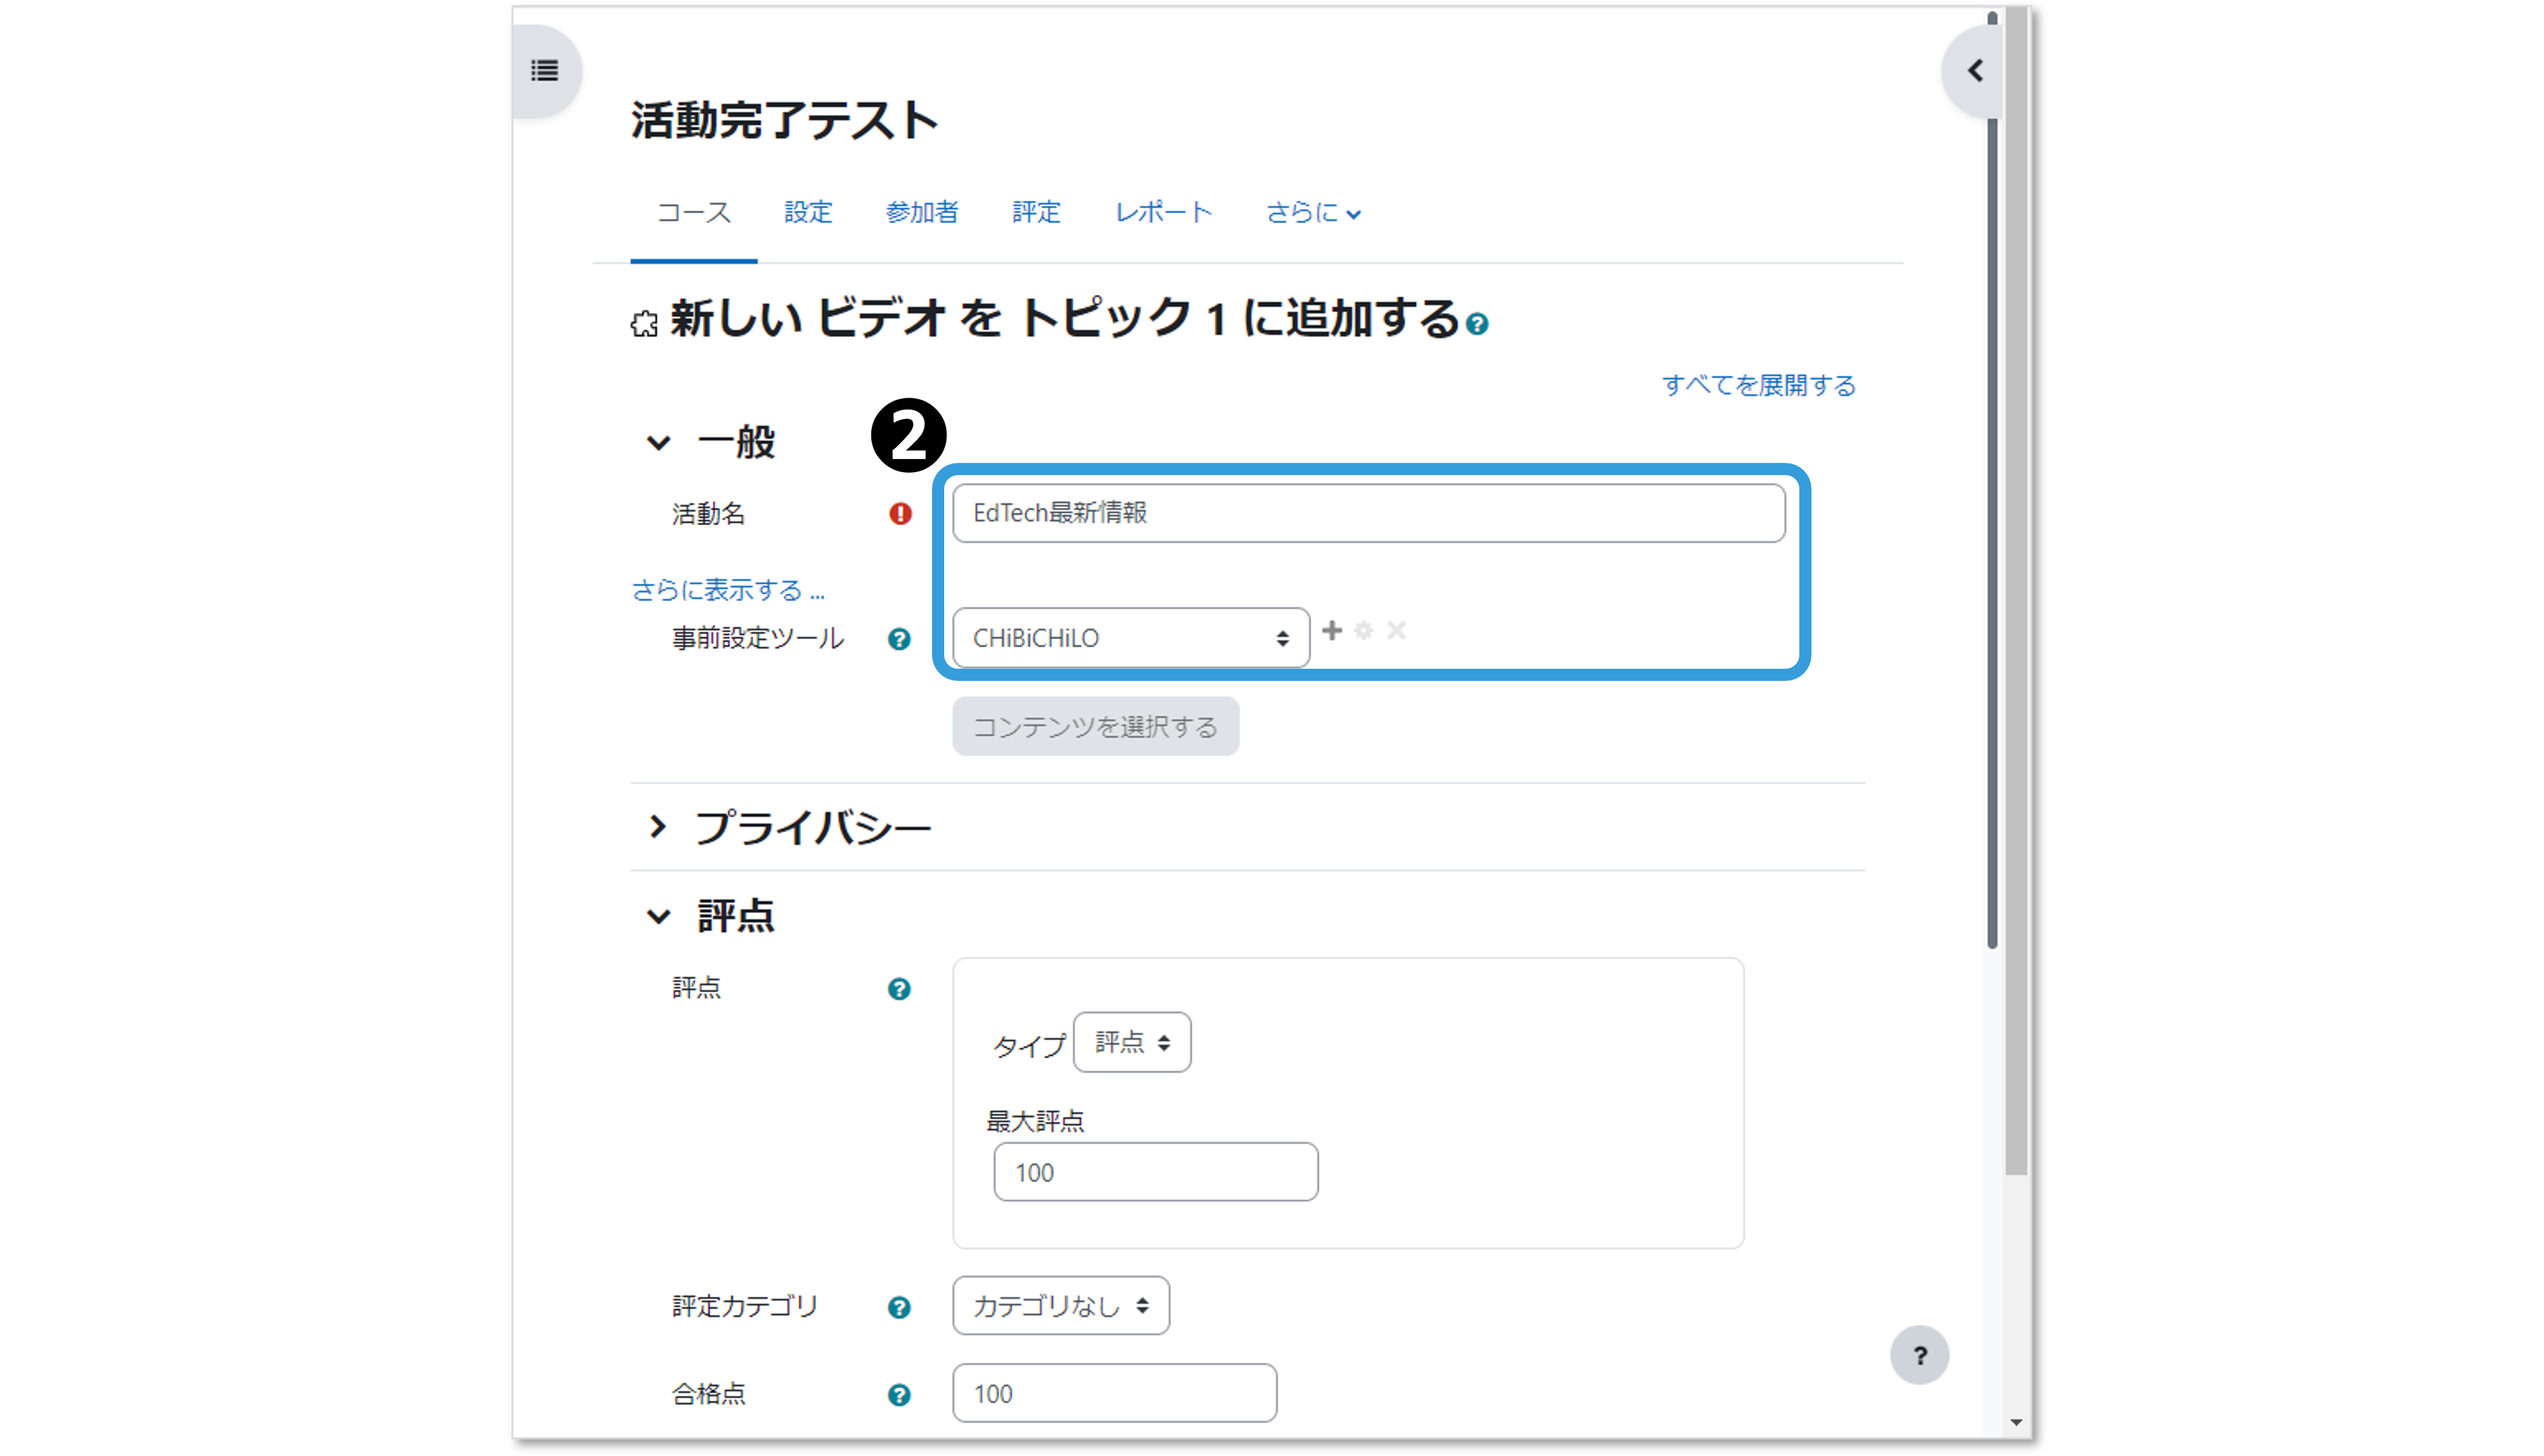 活動完了テスト
コース 設定 参加者 評定 レポート さらに
新しい ビデオ を トピック 1 に追加する
すべてを展開する
一般
2
活動名
EdTech最新情報
さらに表示する ...
事前設定ツール
CHiBiCHiLO
コンテンツを選択する
プライバシー
評点
評点
タイプ 評点
最大評点
100
評定カテゴリ
カテゴリなし
合格点
100
?